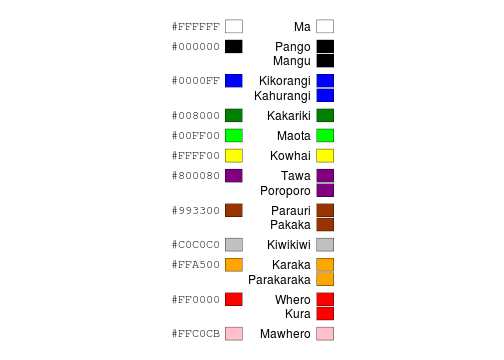 #FFFFFF Ma
#000000 Pango
Mangu
#0000FF Kikorangi
Kahurangi
#008000 Kakariki
#00FF00 Maota
#FFFF00 Kowhai
#800080 Tawa
Poroporo
#993300 Parauri
Pakaka
#C0C0C0 Kiwikiwi
#FFA500 Karaka
Parakaraka
#FF0000 Whero
Kura
#FFC0CB Mawhero